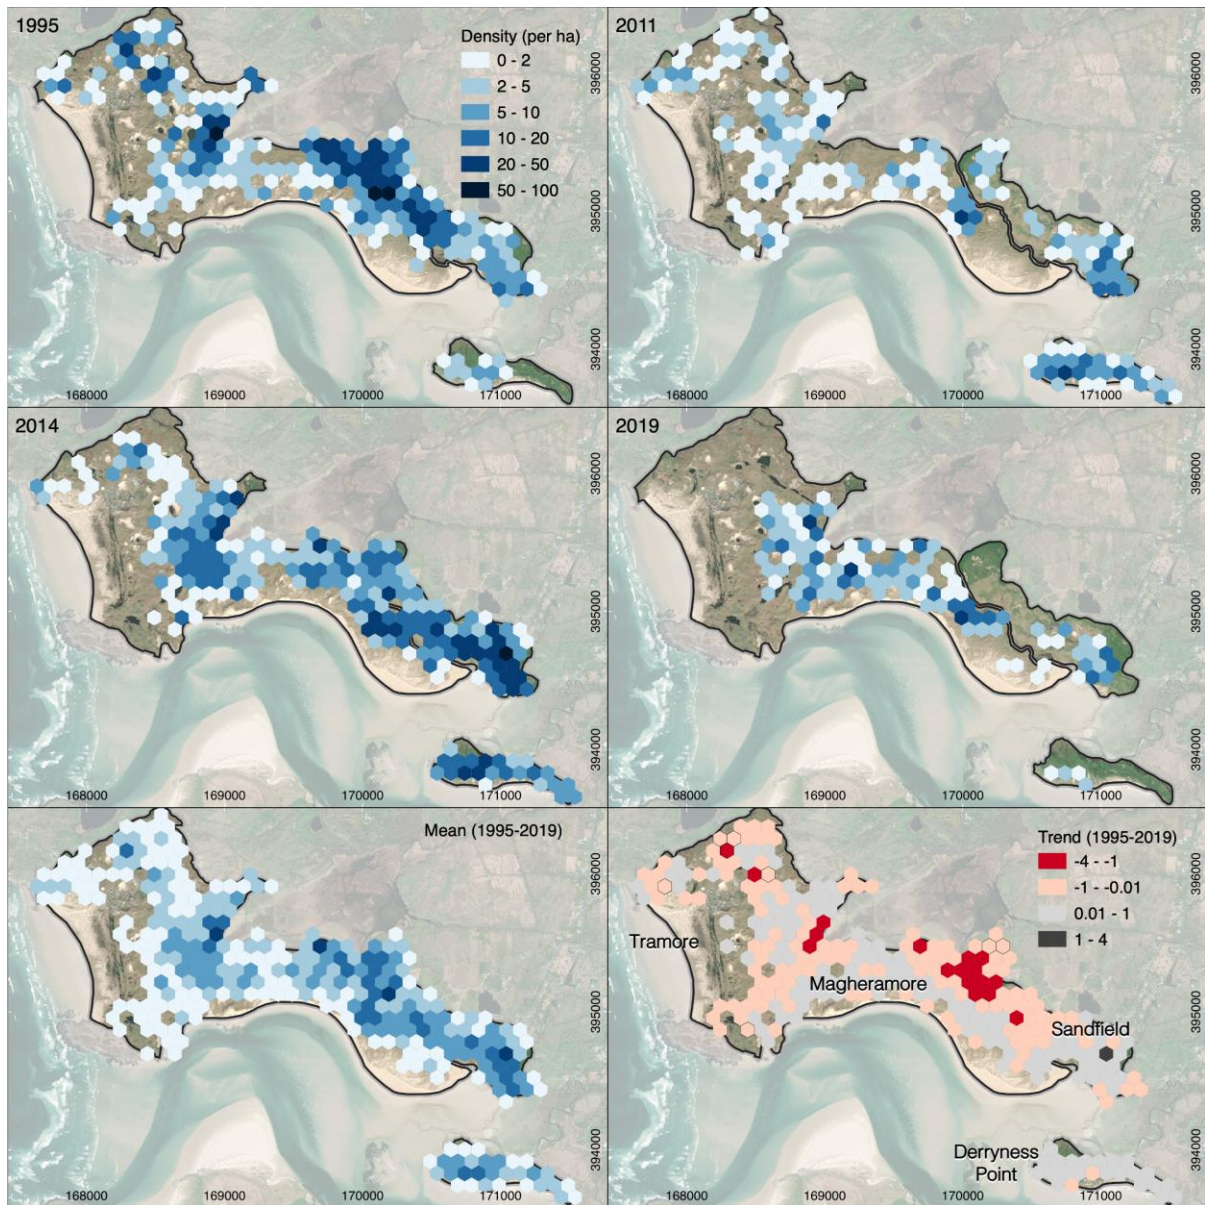 1995
Density (per ha)
0 - 2
2 - 5
5 - 10
10 - 20
20 - 50
50 - 100
396000
395000
394000
168000
169000
170000
171000
2011
396000
395000
394000
168000
169000
170000
171000
2014
396000
395000
394000
168000
169000
170000
171000
2019
396000
395000
394000
168000
169000
170000
171000
Mean (1995-2019)
396000
395000
394000
168000
169000
170000
171000
Trend (1995-2019)
-4 - -1
-1 - -0.01
0.01 - 1
1 - 4
Tramore
Magheramore
Sandfield
Derryness
Point
396000
395000
394000
168000
169000
170000
171000